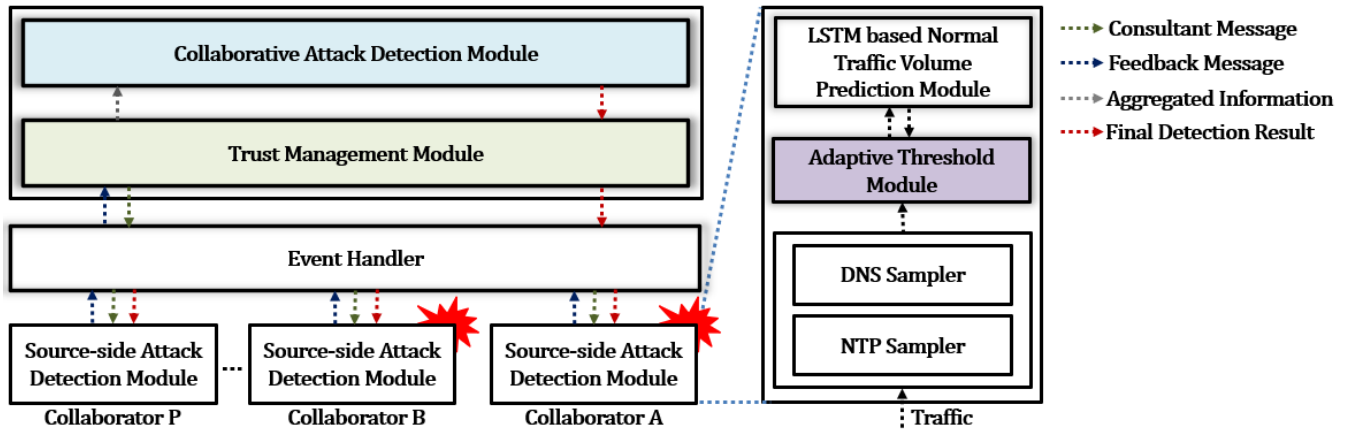 Collaborative Attack Detection Module
Trust Management Module
Event Handler
Source-side Attack
Detection Module
Collaborator P
...
Source-side Attack
Detection Module
Collaborator B
Source-side Attack
Detection Module
Collaborator A
LSTM based Normal
Traffic Volume
Prediction Module
Adaptive Threshold
Module
DNS Sampler
NTP Sampler
Traffic
Consultant Message
Feedback Message
Aggregated Information
Final Detection Result